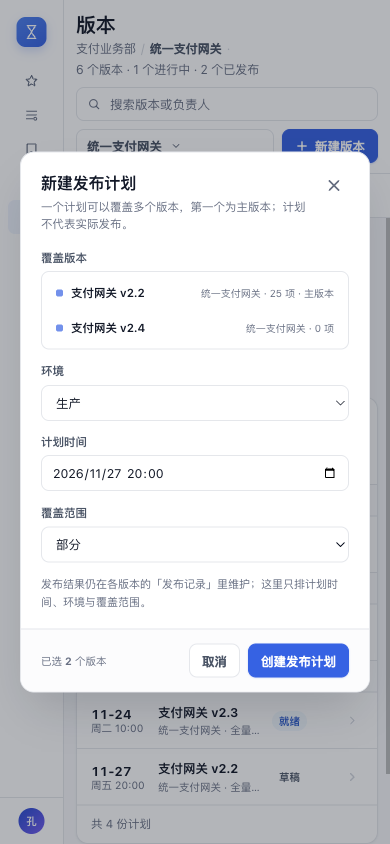 版本
支付业务部 / 统一支付网关 ·
6 个版本 · 1 个进行中 · 2 个已发布
搜索版本或负责人
统一支付网关
+ 新建版本
新建发布计划
一个计划可以覆盖多个版本，第一个为主版本；计划
不代表实际发布。
覆盖版本
支付网关 v2.2 统一支付网关 · 25 项 · 主版本
支付网关 v2.4 统一支付网关 · 0 项
环境
生产
计划时间
2026/11/27 20:00
覆盖范围
部分
发布结果仍在各版本的「发布记录」里维护；这里只排计划时
间、环境与覆盖范围。
已选 2 个版本
取消
创建发布计划
11-24 支付网关 v2.3 就绪
周二 10:00 统一支付网关 · 全量...
11-27 支付网关 v2.2 草稿
周五 20:00 统一支付网关 · 全量...
共 4 份计划
孔